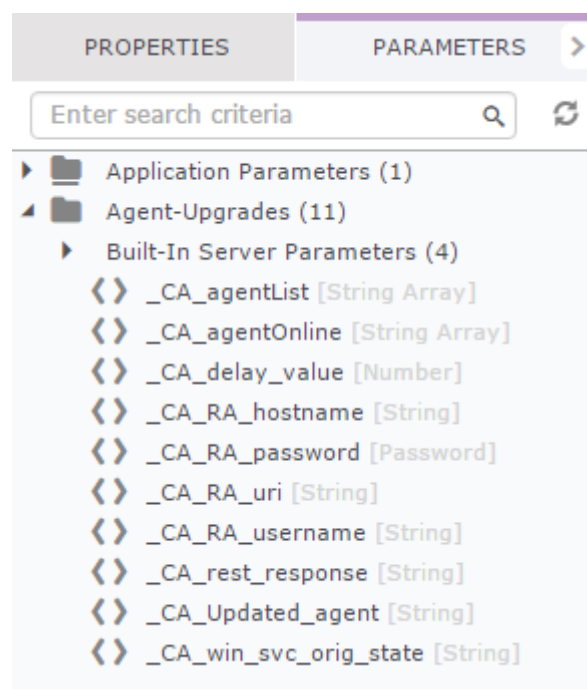 PROPERTIES PARAMETERS
Enter search criteria
Application Parameters (1)
Agent-Upgrades (11)
Built-In Server Parameters (4)
_CA_agentList [String Array]
_CA_agentOnline [String Array]
_CA_delay_value [Number]
_CA_RA_hostname [String]
_CA_RA_password [Password]
_CA_RA_uri [String]
_CA_RA_username [String]
_CA_rest_response [String]
_CA_Updated_agent [String]
_CA_win_svc_orig_state [String]